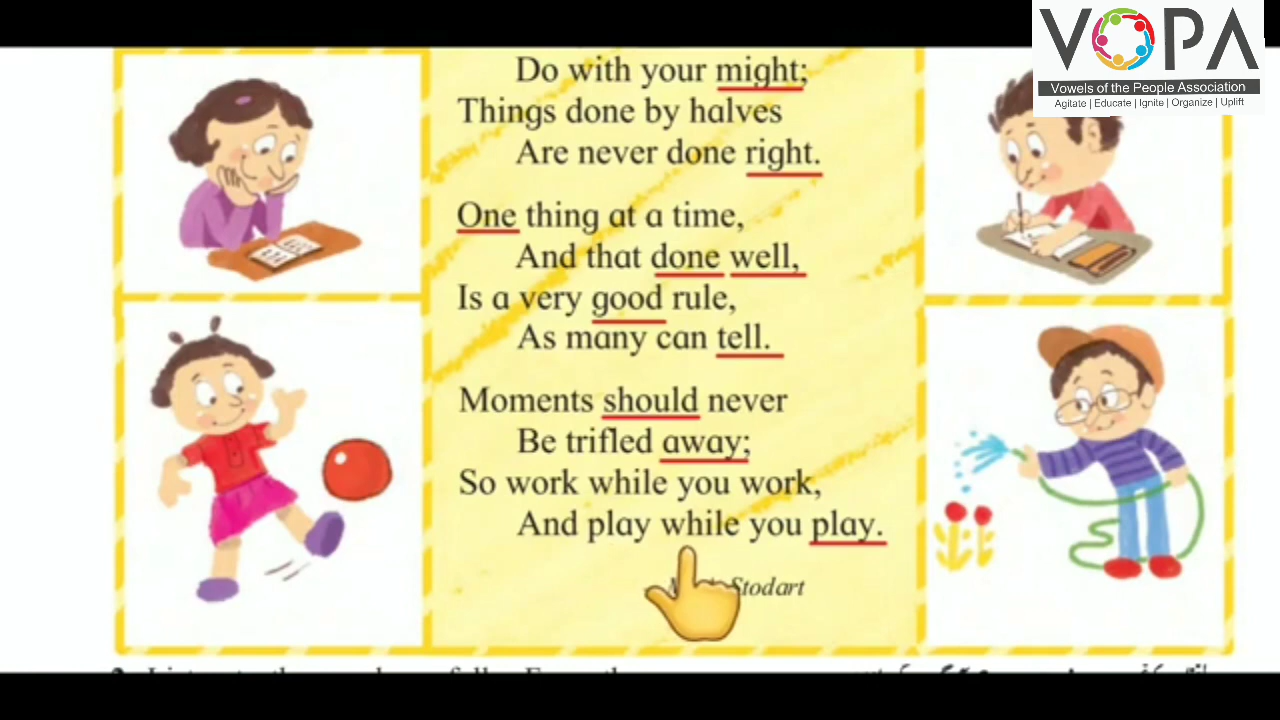 VOPA
Vowels of the People Association
Agitate | Educate | Ignite | Organize | Uplift
Do with your might;
Things done by halves
Are never done right.
One thing at a time,
And that done well,
Is a very good rule,
As many can tell.
Moments should never
Be trifled away;
So work while you work,
And play while you play.
Stodart